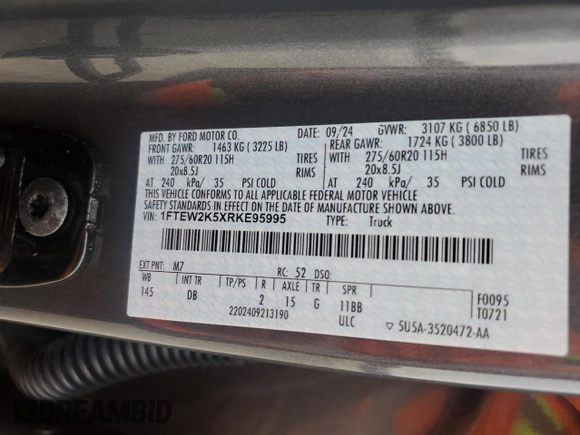 MFD. BY FORD MOTOR CO.
09/24 GVWR: 3107 KG ( 6850 LB)
FRONT GAWR: 1463 KG ( 3225 LB)
REAR GAWR: 1724 KG ( 3800 LB)
WITH 275/60R20 115H TIRES
WITH 275/60R20 115H TIRES
20x8.5J RIMS
20x8.5J RIMS
AT 240 kPa/ 35 PSI COLD
AT 240 kPa/ 35 PSI COLD
THIS VEHICLE CONFORMS TO ALL APPLICABLE FEDERAL MOTOR VEHICLE
SAFETY STANDARDS IN EFFECT ON THE DATE OF MANUFACTURE SHOWN ABOVE.
VIN: 1FTEW2K5XRKE95995
TYPE: Truck
EXT PNT: M7 RC: 52 DSO:
WB INT TR TP/PS R AXLE TR SPR
145 DB 2 15 G 11BB
F0095
T0721
2202409213190 ULC
5U5A-3520472-AA
DREAMBID